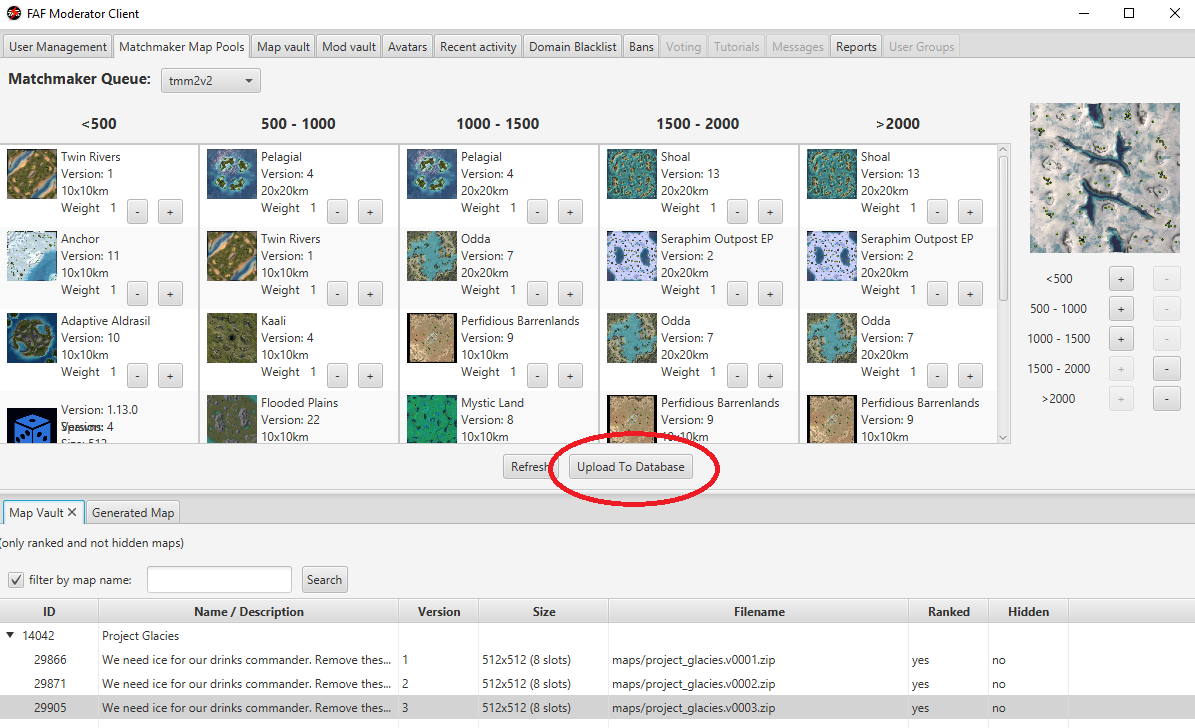 FAF Moderator Client
User Management Matchmaker Map Pools Map vault Mod vault Avatars Recent activity Domain Blacklist Bans Voting Tutorials Messages Reports User Groups
Matchmaker Queue: tmm2v2
<500 500 - 1000 1000 - 1500 1500 - 2000 >2000
Twin Rivers Pelagial Pelagial Shoal Shoal
Version: 1 Version: 4 Version: 4 Version: 13 Version: 13
10x10km 20x20km 20x20km 20x20km 20x20km
Weight 1 - + Weight 1 - + Weight 1 - + Weight 1 - + Weight 1 - +
Anchor Twin Rivers Odda Seraphim Outpost EP Seraphim Outpost EP
Version: 11 Version: 1 Version: 7 Version: 2 Version: 2
10x10km 10x10km 20x20km 20x20km 20x20km
Weight 1 - + Weight 1 - + Weight 1 - + Weight 1 - + Weight 1 - +
Adaptive Aldrasil Kaali Perfidious Barrenlands Odda Odda
Version: 10 Version: 4 Version: 9 Version: 7 Version: 7
10x10km 10x10km 10x10km 20x20km 20x20km
Weight 1 - + Weight 1 - + Weight 1 - + Weight 1 - + Weight 1 - +
Version: 1.13.0 Flooded Plains Mystic Land Perfidious Barrenlands Perfidious Barrenlands
4 Version: 22 Version: 8 Version: 9 Version: 9
Size: 512 10x10km 10x10km 10x10km 10x10km
<500 + -
500 - 1000 + -
1000 - 1500 + -
1500 - 2000 + -
>2000 + -
Refresh Upload To Database
Map Vault Generated Map
(only ranked and not hidden maps)
filter by map name: Search
ID Name / Description Version Size Filename Ranked Hidden
14042 Project Glacies
29866 We need ice for our drinks commander. Remove thes... 1 512x512 (8 slots) maps/project_glacies.v0001.zip yes no
29871 We need ice for our drinks commander. Remove thes... 2 512x512 (8 slots) maps/project_glacies.v0002.zip yes no
29905 We need ice for our drinks commander. Remove thes... 3 512x512 (8 slots) maps/project_glacies.v0003.zip yes no